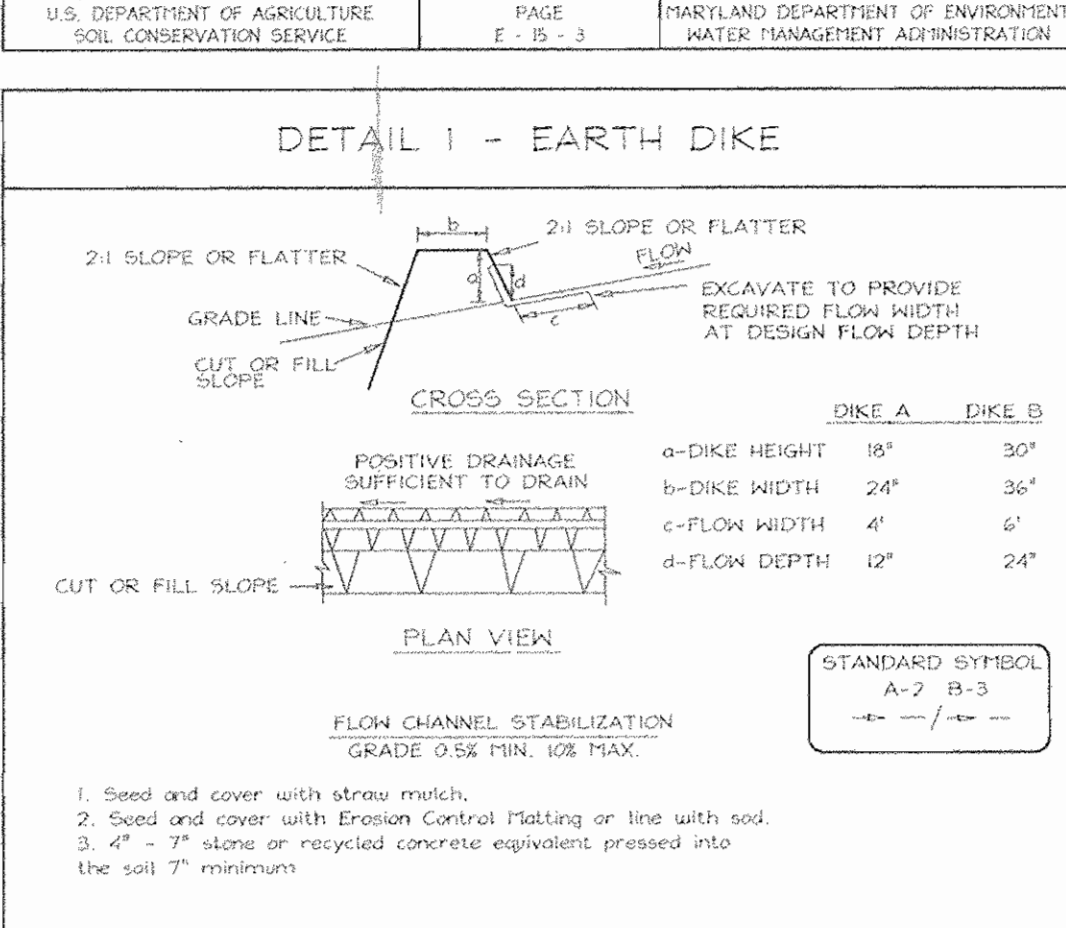 U.S. DEPARTMENT OF AGRICULTURE
SOIL CONSERVATION SERVICE
PAGE
E - 15 - 3
MARYLAND DEPARTMENT OF ENVIRONMENT
WATER MANAGEMENT ADMINISTRATION
DETAIL 1 - EARTH DIKE
b
2:1 SLOPE OR FLATTER
2:1 SLOPE OR FLATTER
FLOW
a
d
c
EXCAVATE TO PROVIDE
REQUIRED FLOW WIDTH
AT DESIGN FLOW DEPTH
GRADE LINE
CUT OR FILL
SLOPE
CROSS SECTION
DIKE A DIKE B
a-DIKE HEIGHT 18" 30"
b-DIKE WIDTH 24" 36"
c-FLOW WIDTH 4' 6'
d-FLOW DEPTH 12" 24"
POSITIVE DRAINAGE
SUFFICIENT TO DRAIN
CUT OR FILL SLOPE
PLAN VIEW
STANDARD SYMBOL
A-2 B-3
/
FLOW CHANNEL STABILIZATION
GRADE 0.5% MIN. 10% MAX.
1. Seed and cover with straw mulch.
2. Seed and cover with Erosion Control Matting or line with sod.
3. 4" - 7" stone or recycled concrete equivalent pressed into
the soil 7" minimum